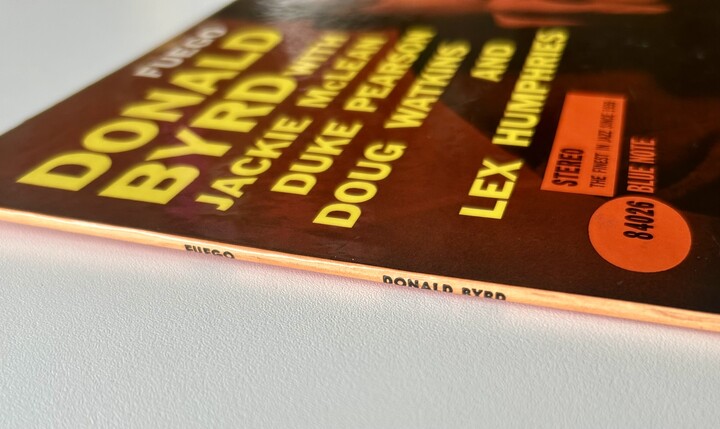 FUEGO
DONALD
BYRD WITH
JACKIE McLEAN
DUKE PEARSON
DOUG WATKINS
AND
LEX HUMPHRIES
STEREO
THE FINEST IN JAZZ SINCE 1939
84026 BLUE NOTE
FUEGO
DONALD BYRD